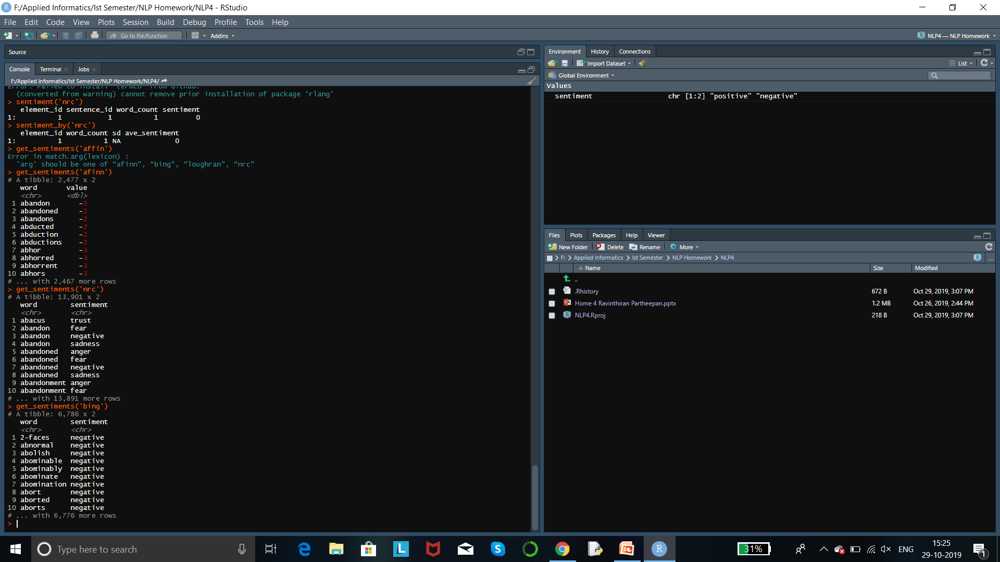 F:/Applied Informatics/Ist Semester/NLP Homework/NLP4 - RStudio
File Edit Code View Plots Session Build Debug Profile Tools Help
Go to file/function Addins NLP4 — NLP Homework
Source
Console Terminal Jobs
F:/Applied Informatics/Ist Semester/NLP Homework/NLP4/
Error: Failed to install 'termco' from GitHub:
(converted from warning) cannot remove prior installation of package ‘rlang’
> sentiment('nrc')
element_id sentence_id word_count sentiment
1: 1 1 1 0
> sentiment_by('nrc')
element_id word_count sd ave_sentiment
1: 1 1 NA 0
> get_sentiments('affin')
Error in match.arg(lexicon) :
'arg' should be one of “afinn”, “bing”, “loughran”, “nrc”
> get_sentiments('afinn')
# A tibble: 2,477 x 2
word value
<chr> <dbl>
1 abandon -2
2 abandoned -2
3 abandons -2
4 abducted -2
5 abduction -2
6 abductions -2
7 abhor -3
8 abhorred -3
9 abhorrent -3
10 abhors -3
# ... with 2,467 more rows
> get_sentiments('nrc')
# A tibble: 13,901 x 2
word sentiment
<chr> <chr>
1 abacus trust
2 abandon fear
3 abandon negative
4 abandon sadness
5 abandoned anger
6 abandoned fear
7 abandoned negative
8 abandoned sadness
9 abandonment anger
10 abandonment fear
# ... with 13,891 more rows
> get_sentiments('bing')
# A tibble: 6,786 x 2
word sentiment
<chr> <chr>
1 2-faces negative
2 abnormal negative
3 abolish negative
4 abominable negative
5 abominably negative
6 abominate negative
7 abomination negative
8 abort negative
9 aborted negative
10 aborts negative
# ... with 6,776 more rows
>
Environment History Connections
Import Dataset List
Global Environment
Values
sentiment chr [1:2] "positive" "negative"
Files Plots Packages Help Viewer
New Folder Delete Rename More
F: Applied Informatics Ist Semester NLP Homework NLP4 ...
Name Size Modified
..
.Rhistory 672 B Oct 29, 2019, 3:07 PM
Home 4 Ravinthiran Partheepan.pptx 1.2 MB Oct 26, 2019, 2:44 PM
NLP4.Rproj 218 B Oct 29, 2019, 3:07 PM
Type here to search
31% ENG 15:25
29-10-2019
1